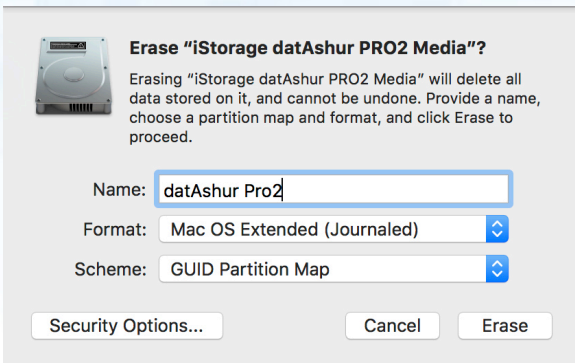 Erase “iStorage datAshur PRO2 Media”?
Erasing “iStorage datAshur PRO2 Media” will delete all
data stored on it, and cannot be undone. Provide a name,
choose a partition map and format, and click Erase to
proceed.
Name: datAshur Pro2
Format: Mac OS Extended (Journaled)
Scheme: GUID Partition Map
Security Options... Cancel Erase